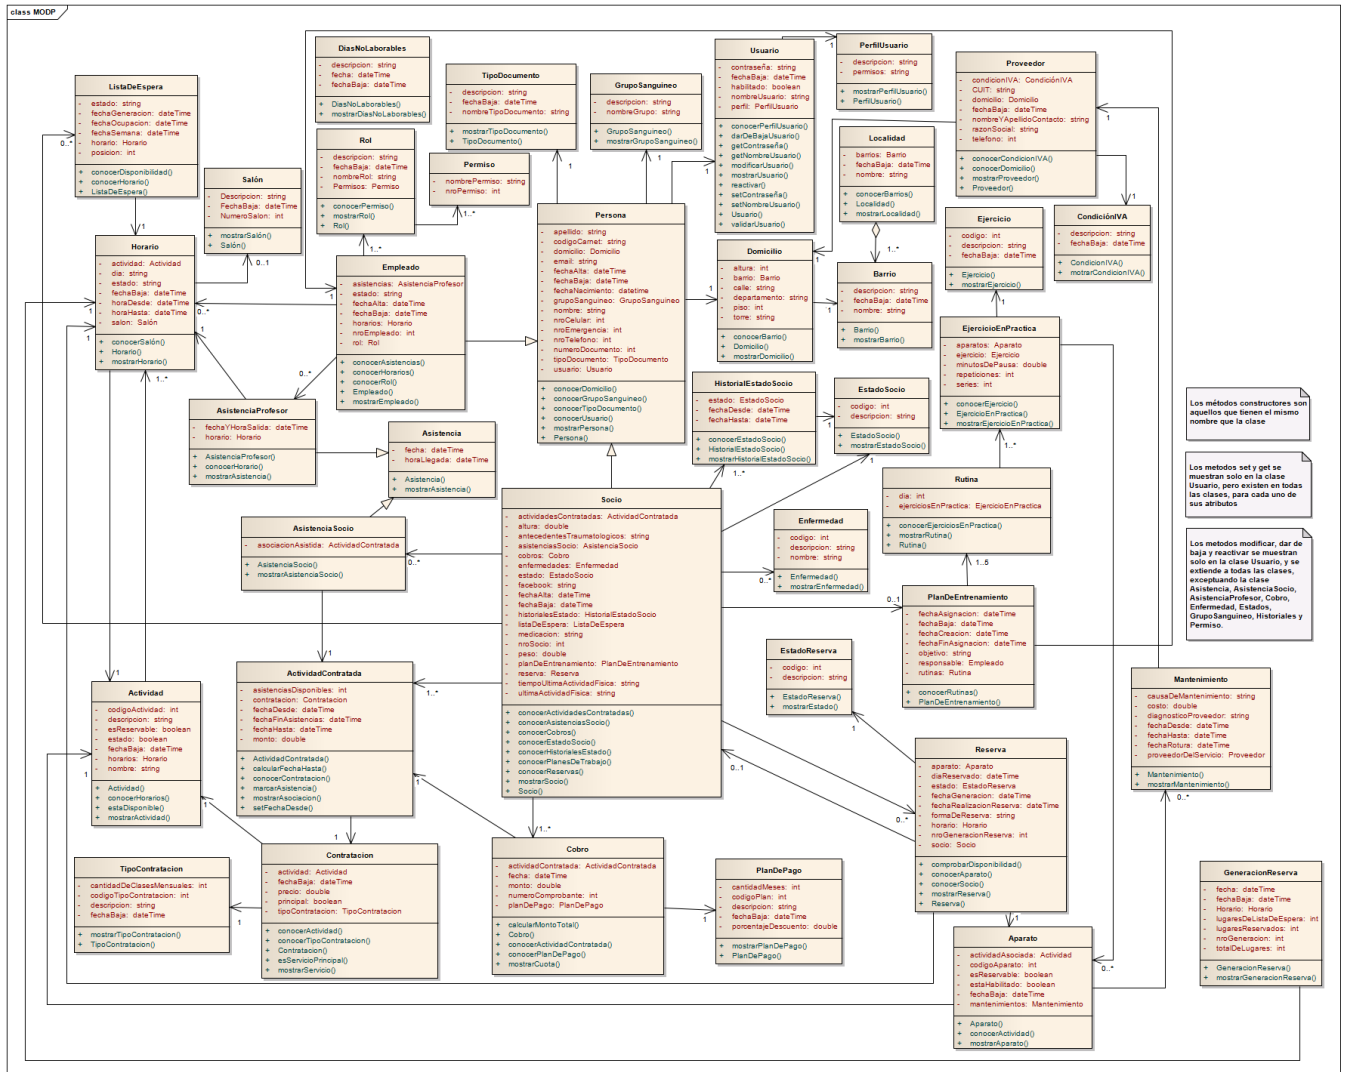 class MODP
DiasNoLaborables
- descripcion: string
- fecha: dateTime
- fechaBaja: dateTime
+ DiasNoLaborables()
+ mostrarDiasNoLaborables()
TipoDocumento
- descripcion: string
- fechaBaja: dateTime
- nombreTipoDocumento: string
+ mostrarTipoDocumento()
+ TipoDocumento()
GrupoSanguineo
- descripcion: string
- nombreGrupo: string
+ GrupoSanguineo()
+ mostrarGrupoSanguineo()
Usuario
- contraseña: string
- fechaBaja: dateTime
- habilitado: boolean
- nombreUsuario: string
- perfil: PerfilUsuario
+ conocerPerfilUsuario()
+ darDeBajaUsuario()
+ getContraseña()
+ getNombreUsuario()
+ modificarUsuario()
+ mostrarUsuario()
+ reactivar()
+ setContraseña()
+ setNombreUsuario()
+ Usuario()
+ validarUsuario()
PerfilUsuario
- descripcion: string
- permisos: string
+ mostrarPerfilUsuario()
+ PerfilUsuario()
Proveedor
- condicionIVA: CondiciónIVA
- CUIT: string
- domicilio: Domicilio
- fechaBaja: dateTime
- nombreYApellidoContacto: string
- razonSocial: string
- telefono: int
+ conocerCondicionIVA()
+ conocerDomicilio()
+ mostrarProveedor()
+ Proveedor()
ListaDeEspera
- estado: string
- fechaGeneracion: dateTime
- fechaOcupacion: dateTime
- fechaSemana: dateTime
- horario: Horario
- posicion: int
+ conocerDisponibilidad()
+ conocerHorario()
+ ListaDeEspera()
Rol
- descripcion: string
- fechaBaja: dateTime
- nombreRol: string
- Permisos: Permiso
+ conocerPermiso()
+ mostrarRol()
+ Rol()
Permiso
- nombrePermiso: string
- nroPermiso: int
Localidad
- barrios: Barrio
- fechaBaja: dateTime
- nombre: string
+ conocerBarrios()
+ Localidad()
+ mostrarLocalidad()
Salón
- Descripcion: string
- FechaBaja: dateTime
- NumeroSalon: int
+ mostrarSalón()
+ Salón()
Persona
- apellido: string
- codigoCarnet: string
- domicilio: Domicilio
- email: string
- fechaAlta: dateTime
- fechaBaja: dateTime
- fechaNacimiento: datetime
- grupoSanguineo: GrupoSanguineo
- nombre: string
- nroCelular: int
- nroEmergencia: int
- nroTelefono: int
- numeroDocumento: int
- tipoDocumento: TipoDocumento
- usuario: Usuario
+ conocerDomicilio()
+ conocerGrupoSanguineo()
+ conocerTipoDocumento()
+ conocerUsuario()
+ mostrarPersona()
+ Persona()
Ejercicio
- codigo: int
- descripcion: string
- fechaBaja: dateTime
+ Ejercicio()
+ mostrarEjercicio()
CondiciónIVA
- descripcion: string
- fechaBaja: dateTime
+ CondicionIVA()
+ motrarCondicionIVA()
Horario
- actividad: Actividad
- dia: string
- estado: string
- fechaBaja: dateTime
- horaDesde: dateTime
- horaHasta: dateTime
- salon: Salón
+ conocerSalón()
+ Horario()
+ mostrarHorario()
Empleado
- asistencias: AsistenciaProfesor
- estado: string
- fechaAlta: dateTime
- fechaBaja: dateTime
- horarios: Horario
- nroEmpleado: int
- rol: Rol
+ conocerAsistencias()
+ conocerHorarios()
+ conocerRol()
+ Empleado()
+ mostrarEmpleado()
Domicilio
- altura: int
- barrio: Barrio
- calle: string
- departamento: string
- piso: int
- torre: string
+ conocerBarrio()
+ Domicilio()
+ mostrarDomicilio()
Barrio
- descripcion: string
- fechaBaja: dateTime
- nombre: string
+ Barrio()
+ mostrarBarrio()
EjercicioEnPractica
- aparatos: Aparato
- ejercicio: Ejercicio
- minutosDePausa: double
- repeticiones: int
- series: int
+ conocerEjercicio()
+ EjercicioEnPractica()
+ mostrarEjercicioEnPractica()
HistorialEstadoSocio
- estado: EstadoSocio
- fechaDesde: dateTime
- fechaHasta: dateTime
+ conocerEstadoSocio()
+ HistorialEstadoSocio()
+ mostrarHistorialEstadoSocio()
EstadoSocio
- codigo: int
- descripcion: string
+ EstadoSocio()
+ mostrarEstadoSocio()
AsistenciaProfesor
- fechaYHoraSalida: dateTime
- horario: Horario
+ AsistenciaProfesor()
+ conocerHorario()
+ mostrarAsistencia()
Asistencia
- fecha: dateTime
- horaLlegada: dateTime
+ Asistencia()
+ mostrarAsistencia()
Los métodos constructores son
aquellos que tienen el mismo
nombre que la clase
Los metodos set y get se
muestran solo en la clase
Usuario, pero existen en todas
las clases, para cada uno de
sus atributos
Los metodos modificar, dar de
baja y reactivar se muestran
solo en la clase Usuario, y se
extiende a todas las clases,
exceptuando la clase
Asistencia, AsistenciaSocio,
AsistenciaProfesor, Cobro,
Enfermedad, Estados,
GrupoSanguineo, Historiales y
Permiso.
Socio
- actividadesContratadas: ActividadContratada
- altura: double
- antecedentesTraumatologicos: string
- asistenciasSocio: AsistenciaSocio
- cobros: Cobro
- enfermedades: Enfermedad
- estado: EstadoSocio
- facebook: string
- fechaAlta: dateTime
- fechaBaja: dateTime
- historialesEstado: HistorialEstadoSocio
- listaDeEspera: ListaDeEspera
- medicacion: string
- nroSocio: int
- peso: double
- planDeEntrenamiento: PlanDeEntrenamiento
- reserva: Reserva
- tiempoUltimaActividadFisica: string
- ultimaActividadFisica: string
+ conocerActividadesContratadas()
+ conocerAsistenciasSocio()
+ conocerCobros()
+ conocerEstadoSocio()
+ conocerHistorialesEstado()
+ conocerPlanesDeTrabajo()
+ conocerReservas()
+ mostrarSocio()
+ Socio()
Rutina
- dia: int
- ejerciciosEnPractica: EjercicioEnPractica
+ conocerEjerciciosEnPractica()
+ mostrarRutina()
+ Rutina()
AsistenciaSocio
- asociacionAsistida: ActividadContratada
+ AsistenciaSocio()
+ mostrarAsistenciaSocio()
Enfermedad
- codigo: int
- descripcion: string
- nombre: string
+ Enfermedad()
+ mostrarEnfermedad()
PlanDeEntrenamiento
- fechaAsignacion: dateTime
- fechaBaja: dateTime
- fechaCreacion: dateTime
- fechaFinAsignacion: dateTime
- objetivo: string
- responsable: Empleado
- rutinas: Rutina
+ conocerRutinas()
+ PlanDeEntrenamiento()
EstadoReserva
- codigo: int
- descripcion: string
+ EstadoReserva()
+ mostrarEstado()
Mantenimiento
- causaDeMantenimiento: string
- costo: double
- diagnosticoProveedor: string
- fechaDesde: dateTime
- fechaHasta: dateTime
- fechaRotura: dateTime
- proveedorDelServicio: Proveedor
+ Mantenimiento()
+ mostrarMantenimiento()
Actividad
- codigoActividad: int
- descripcion: string
- esReservable: boolean
- estado: boolean
- fechaBaja: dateTime
- horarios: Horario
- nombre: string
+ Actividad()
+ conocerHorarios()
+ estaDisponible()
+ mostrarActividad()
ActividadContratada
- asistenciasDisponibles: int
- contratacion: Contratacion
- fechaDesde: dateTime
- fechaFinAsistencias: dateTime
- fechaHasta: dateTime
- monto: double
+ ActividadContratada()
+ calcularFechaHasta()
+ conocerContratacion()
+ marcarAsistencia()
+ mostrarAsociacion()
+ setFechaDesde()
Reserva
- aparato: Aparato
- diaReservado: dateTime
- estado: EstadoReserva
- fechaGeneracion: dateTime
- fechaRealizacionReserva: dateTime
- formaDeReserva: string
- horario: Horario
- nroGeneracionReserva: int
- socio: Socio
+ comprobarDisponibilidad()
+ conocerAparato()
+ conocerSocio()
+ mostrarReserva()
+ Reserva()
TipoContratacion
- cantidadDeClasesMensuales: int
- codigoTipoContratacion: int
- descripcion: string
- fechaBaja: dateTime
+ mostrarTipoContratacion()
+ TipoContratacion()
Contratacion
- actividad: Actividad
- fechaBaja: dateTime
- precio: double
- principal: boolean
- tipoContratacion: TipoContratacion
+ conocerActividad()
+ conocerTipoContratacion()
+ Contratacion()
+ esServicioPrincipal()
+ mostrarServicio()
Cobro
- actividadContratada: ActividadContratada
- fecha: dateTime
- monto: double
- numeroComprobante: int
- planDePago: PlanDePago
+ calcularMontoTotal()
+ Cobro()
+ conocerActividadContratada()
+ conocerPlanDePago()
+ mostrarCuota()
PlanDePago
- cantidadMeses: int
- codigoPlan: int
- descripcion: string
- fechaBaja: dateTime
- porcentajeDescuento: double
+ mostrarPlanDePago()
+ PlanDePago()
GeneracionReserva
- fecha: dateTime
- fechaBaja: dateTime
- Horario: Horario
- lugaresDeListaDeEspera: int
- lugaresReservados: int
- nroGeneracion: int
- totalDeLugares: int
+ GeneracionReserva()
+ mostrarGeneracionReserva()
Aparato
- actividadAsociada: Actividad
- codigoAparato: int
- esReservable: boolean
- estaHabilitado: boolean
- fechaBaja: dateTime
- mantenimientos: Mantenimiento
+ Aparato()
+ conocerActividad()
+ mostrarAparato()